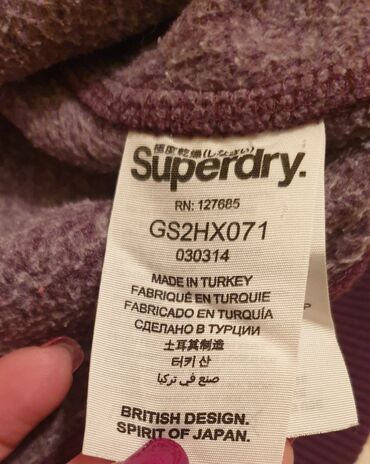 極度乾燥(しなさい)
Superdry.
RN: 127685
GS2HX071
030314
MADE IN TURKEY
FABRIQUÉ EN TURQUIE
FABRICADO EN TURQUÍA
СДЕЛАНО В ТУРЦИИ
土耳其制造
터키 산
صنع في تركيا
BRITISH DESIGN.
SPIRIT OF JAPAN.
P